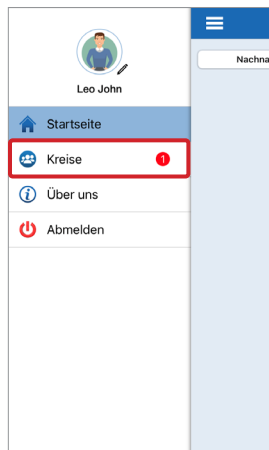 Leo John
Nachna
Startseite
Kreise 1
Über uns
Abmelden